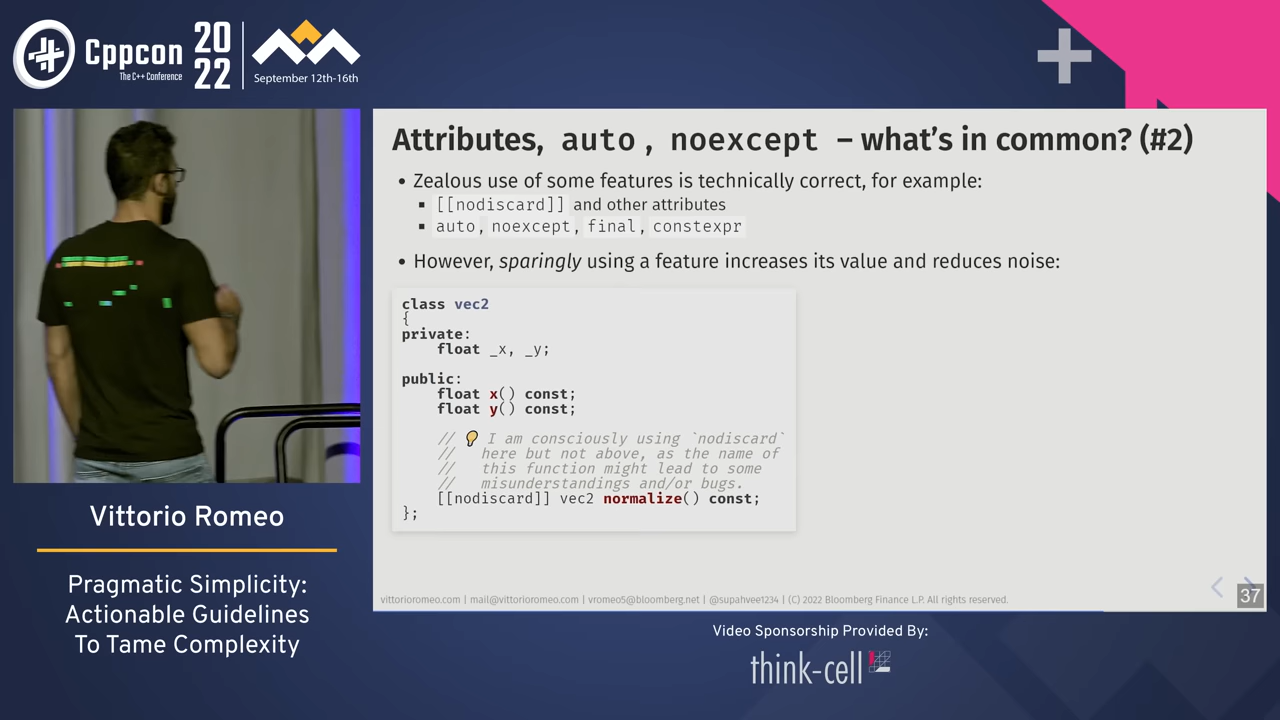 Cppcon
The C++ Conference
20
22
September 12th-16th
Attributes, auto, noexcept – what's in common? (#2)
• Zealous use of some features is technically correct, for example:
▪ [[nodiscard]] and other attributes
▪ auto, noexcept, final, constexpr
• However, sparingly using a feature increases its value and reduces noise:
class vec2
{
private:
    float _x, _y;
public:
    float x() const;
    float y() const;
    // 💡 I am consciously using `nodiscard`
    //   here but not above, as the name of
    //   this function might lead to some
    //   misunderstandings and/or bugs.
    [[nodiscard]] vec2 normalize() const;
};
vittorioromeo.com | mail@vittorioromeo.com | vromeo5@bloomberg.net | @supahvee1234 | (C) 2022 Bloomberg Finance L.P. All rights reserved.
37
Vittorio Romeo
Pragmatic Simplicity:
Actionable Guidelines
To Tame Complexity
Video Sponsorship Provided By:
think-cell